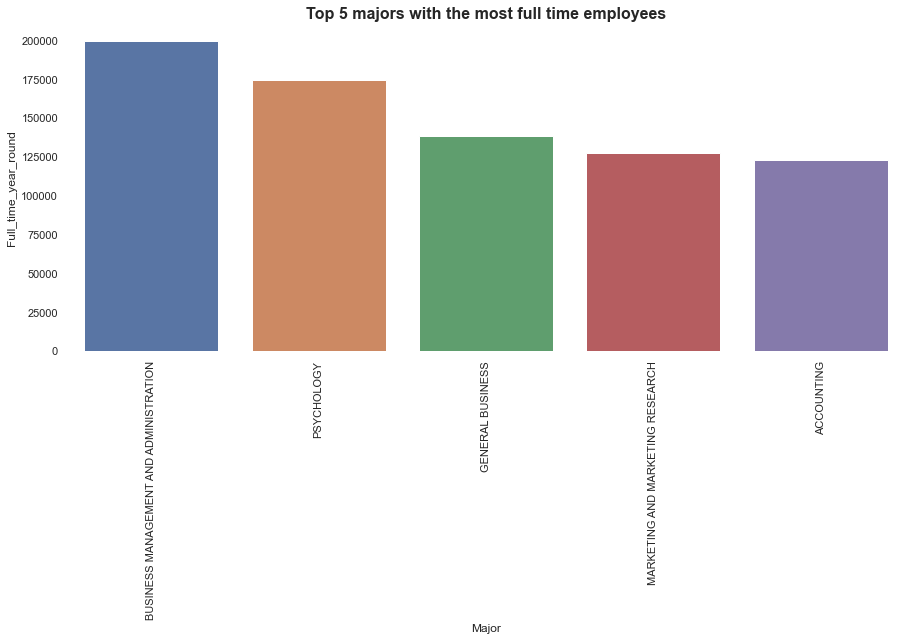 Top 5 majors with the most full time employees
Full_time_year_round
200000
175000
150000
125000
100000
75000
50000
25000
0
BUSINESS MANAGEMENT AND ADMINISTRATION
PSYCHOLOGY
GENERAL BUSINESS
MARKETING AND MARKETING RESEARCH
ACCOUNTING
Major